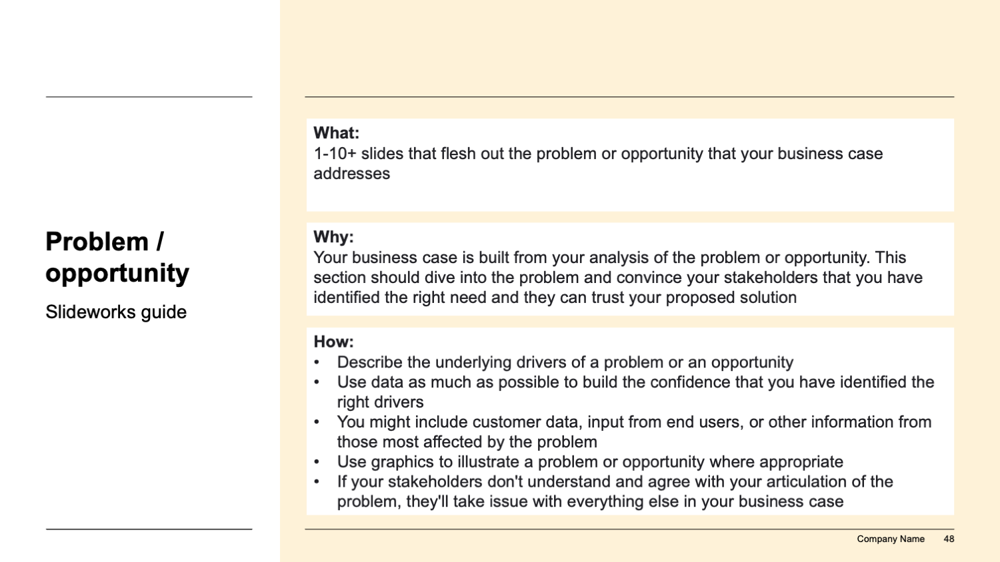 Problem /
opportunity
Slideworks guide
What:
1-10+ slides that flesh out the problem or opportunity that your business case
addresses
Why:
Your business case is built from your analysis of the problem or opportunity. This
section should dive into the problem and convince your stakeholders that you have
identified the right need and they can trust your proposed solution
How:
• Describe the underlying drivers of a problem or an opportunity
• Use data as much as possible to build the confidence that you have identified the
right drivers
• You might include customer data, input from end users, or other information from
those most affected by the problem
• Use graphics to illustrate a problem or opportunity where appropriate
• If your stakeholders don't understand and agree with your articulation of the
problem, they'll take issue with everything else in your business case
Company Name 48